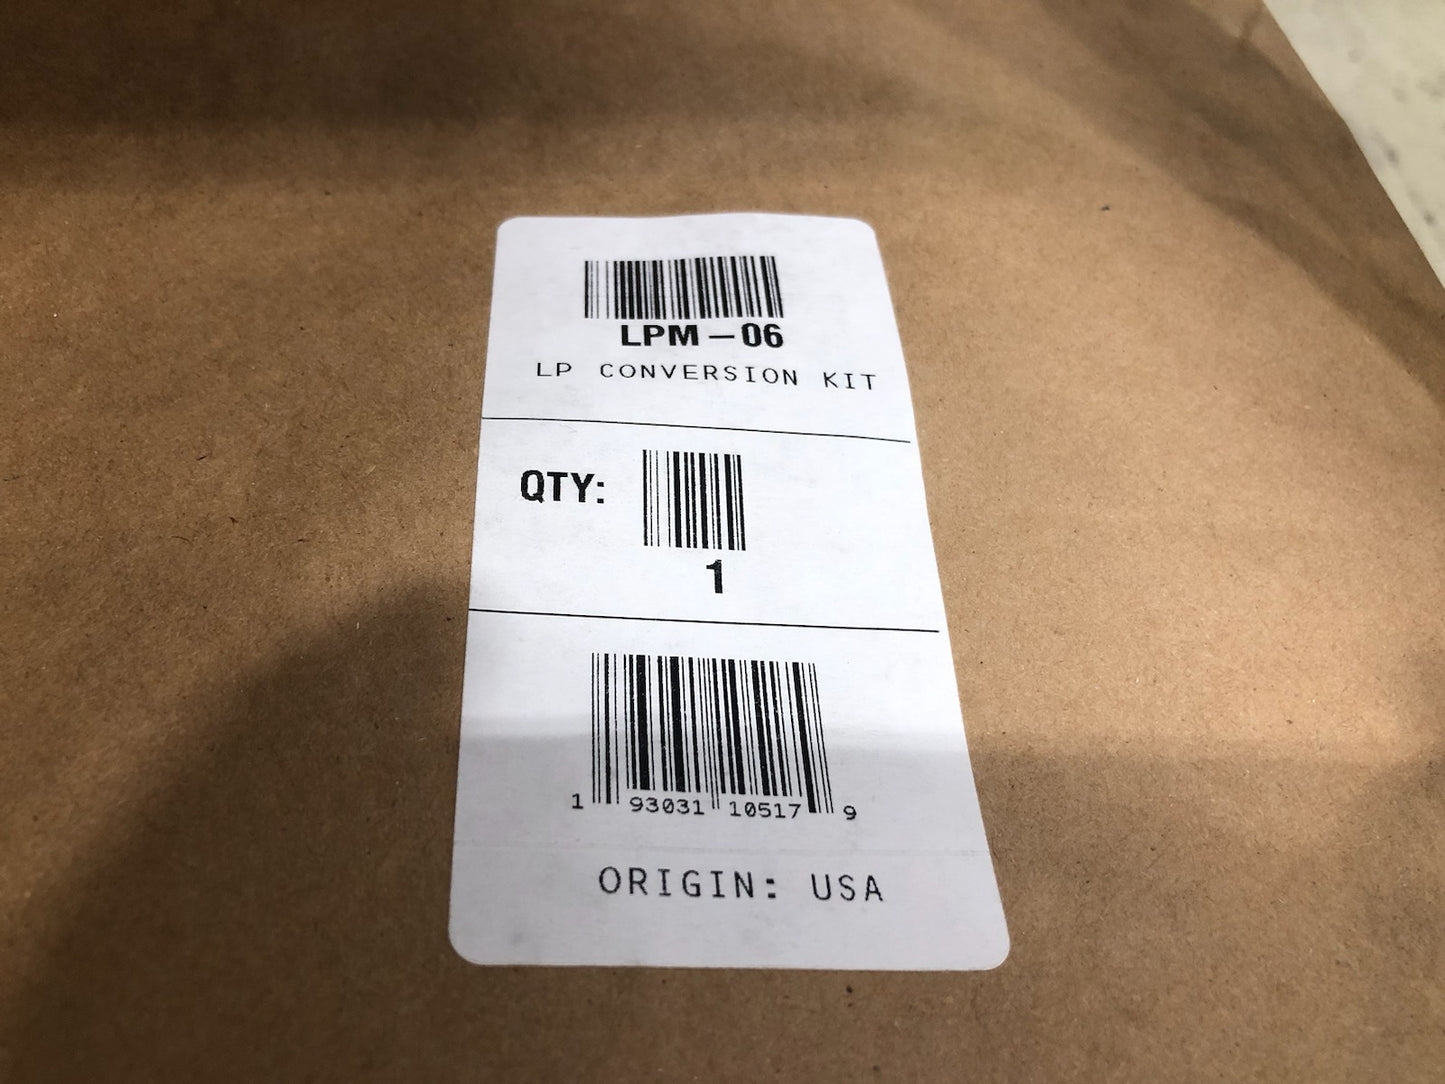 LPM-06
LP CONVERSION KIT
QTY:
1
1 93031 10517 9
ORIGIN: USA